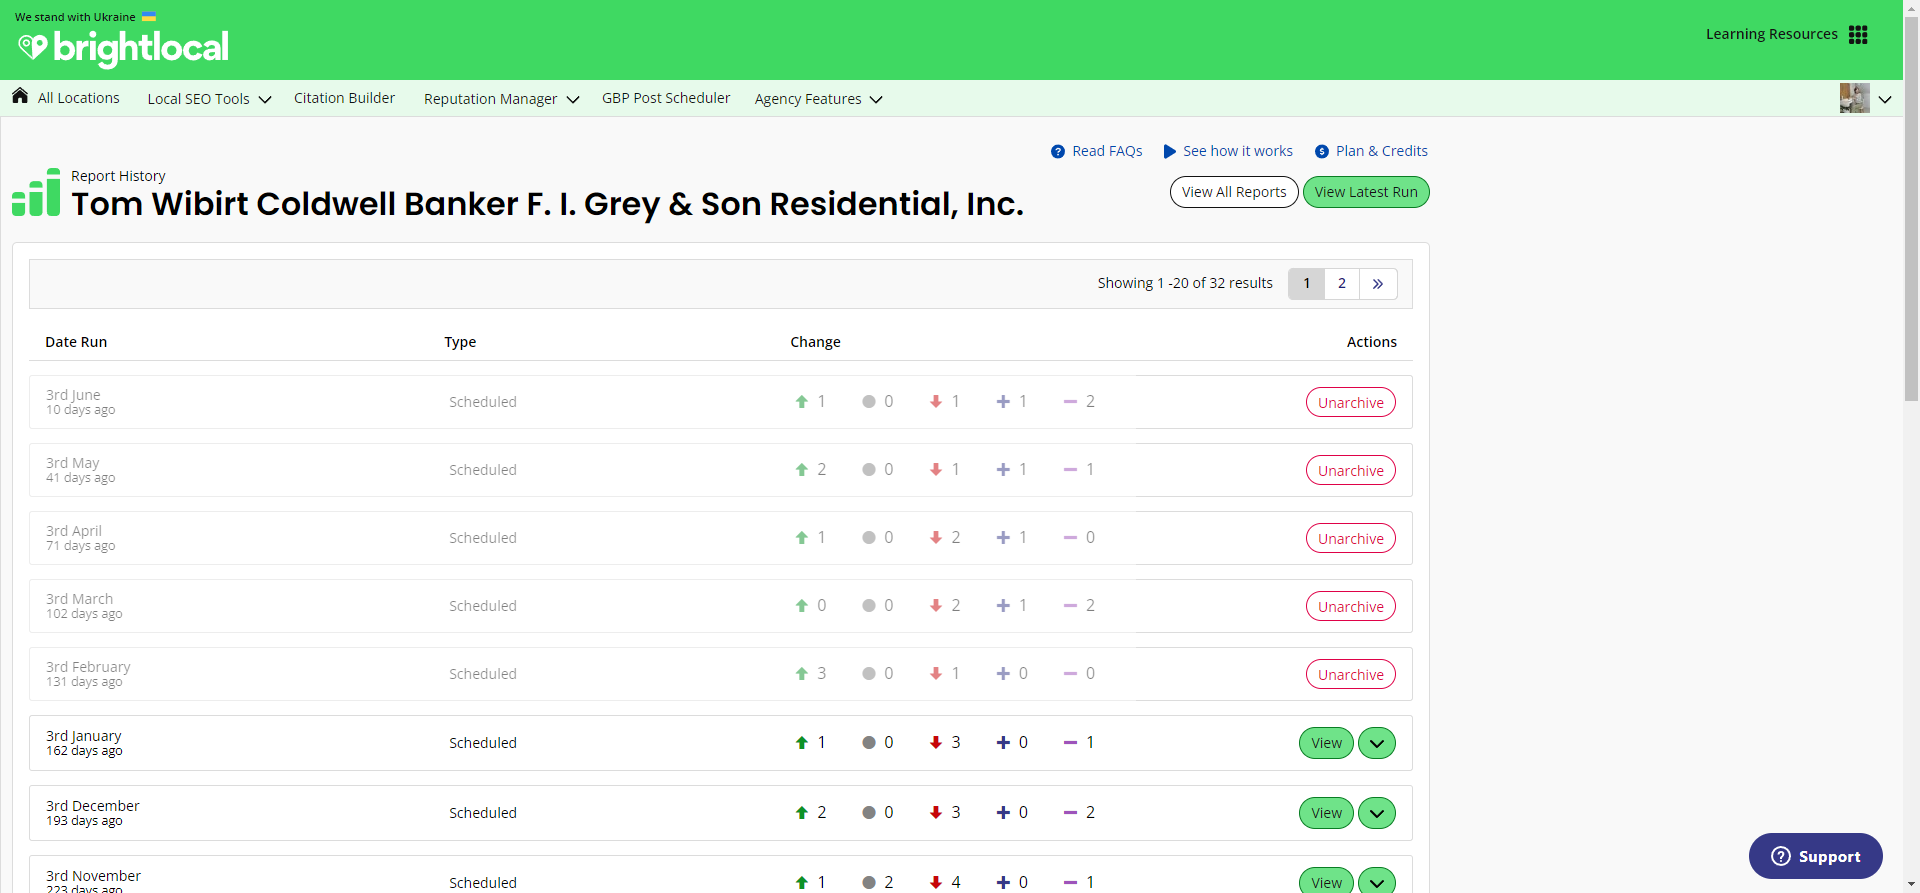 We stand with Ukraine
brightlocal
Learning Resources
All Locations
Local SEO Tools
Citation Builder
Reputation Manager
GBP Post Scheduler
Agency Features
Read FAQs
See how it works
Plan & Credits
Report History
Tom Wibirt Coldwell Banker F. I. Grey & Son Residential, Inc.
View All Reports
View Latest Run
Showing 1 -20 of 32 results
1
2
»
Date Run Type Change Actions
3rd June
10 days ago
Scheduled 1 0 1 1 2 Unarchive
3rd May
41 days ago
Scheduled 2 0 1 1 1 Unarchive
3rd April
71 days ago
Scheduled 1 0 2 1 0 Unarchive
3rd March
102 days ago
Scheduled 0 0 2 1 2 Unarchive
3rd February
131 days ago
Scheduled 3 0 1 0 0 Unarchive
3rd January
162 days ago
Scheduled 1 0 3 0 1 View
3rd December
193 days ago
Scheduled 2 0 3 0 2 View
3rd November
223 days ago
Scheduled 1 2 4 0 1 View
Support